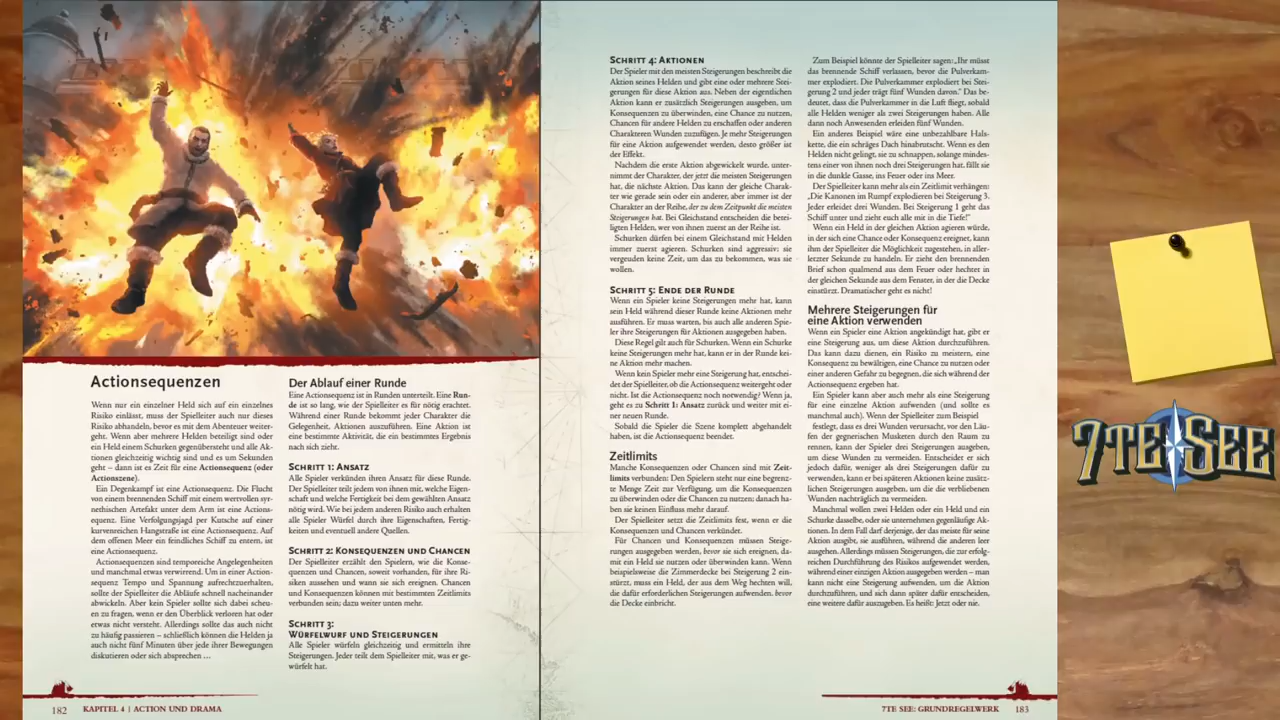 Actionsequenzen
Wenn nur ein einzelner Held sich auf ein einzelnes
Risiko einlässt, muss der Spielleiter auch nur dieses
Risiko abhandeln, bevor es mit dem Abenteuer weiter-
geht. Wenn aber mehrere Helden beteiligt sind oder
ein Held einem Schurken gegenübersteht und alle Ak-
tionen gleichzeitig wichtig sind und es um Sekunden
geht – dann ist es Zeit für eine Actionsequenz (oder
Actionszene).
Ein Degenkampf ist eine Actionsequenz. Die Flucht
von einem brennenden Schiff mit einem wertvollen syr-
nethischen Artefakt unter dem Arm ist eine Actions-
equenz. Eine Verfolgungsjagd per Kutsche auf einer
kurvenreichen Hangstraße ist eine Actionsequenz. Auf
dem offenen Meer ein feindliches Schiff zu entern, ist
eine Actionsequenz.
Actionsequenzen sind temporeiche Angelegenheiten
und manchmal etwas verwirrend. Um in einer Action-
sequenz Tempo und Spannung aufrechtzuerhalten,
sollte der Spielleiter die Abläufe schnell nacheinander
abwickeln. Aber kein Spieler sollte sich dabei scheu-
en zu fragen, wenn er den Überblick verloren hat oder
etwas nicht versteht. Allerdings sollte das auch nicht
zu häufig passieren – schließlich können die Helden ja
auch nicht fünf Minuten über jede ihrer Bewegungen
diskutieren oder sich absprechen …
Der Ablauf einer Runde
Eine Actionsequenz ist in Runden unterteilt. Eine Run-
de ist so lang, wie der Spielleiter es für nötig erachtet.
Während einer Runde bekommt jeder Charakter die
Gelegenheit, Aktionen auszuführen. Eine Aktion ist
eine bestimmte Aktivität, die ein bestimmtes Ergebnis
nach sich zieht.
Schritt 1: Ansatz
Alle Spieler verkünden ihren Ansatz für diese Runde.
Der Spielleiter teilt jedem von ihnen mit, welche Eigen-
schaft und welche Fertigkeit bei dem gewählten Ansatz
nötig wird. Wie bei jedem anderen Risiko auch erhalten
alle Spieler Würfel durch ihre Eigenschaften, Fertig-
keiten und eventuell andere Quellen.
Schritt 2: Konsequenzen und Chancen
Der Spielleiter erzählt den Spielern, wie die Konse-
quenzen und Chancen, soweit vorhanden, für ihre Ri-
siken aussehen und wann sie sich ereignen. Chancen
und Konsequenzen können mit bestimmten Zeitlimits
verbunden sein; dazu weiter unten mehr.
Schritt 3:
Würfelwurf und Steigerungen
Alle Spieler würfeln gleichzeitig und ermitteln ihre
Steigerungen. Jeder teilt dem Spielleiter mit, was er ge-
würfelt hat.
182 KAPITEL 4 | ACTION UND DRAMA
Schritt 4: Aktionen
Der Spieler mit den meisten Steigerungen beschreibt die
Aktion seines Helden und gibt eine oder mehrere Stei-
gerungen für diese Aktion aus. Neben der eigentlichen
Aktion kann er zusätzlich Steigerungen ausgeben, um
Konsequenzen zu überwinden, eine Chance zu nutzen,
Chancen für andere Helden zu erschaffen oder anderen
Charakteren Wunden zuzufügen. Je mehr Steigerungen
für eine Aktion aufgewendet werden, desto größer ist
der Effekt.
Nachdem die erste Aktion abgewickelt wurde, unter-
nimmt der Charakter, der jetzt die meisten Steigerungen
hat, die nächste Aktion. Das kann der gleiche Charak-
ter wie gerade sein oder ein anderer, aber immer ist der
Charakter an der Reihe, der zu dem Zeitpunkt die meisten
Steigerungen hat. Bei Gleichstand entscheiden die betei-
ligten Helden, wer von ihnen zuerst an der Reihe ist.
Schurken dürfen bei einem Gleichstand mit Helden
immer zuerst agieren. Schurken sind aggressiv: sie
vergeuden keine Zeit, um das zu bekommen, was sie
wollen.
Schritt 5: Ende der Runde
Wenn ein Spieler keine Steigerungen mehr hat, kann
sein Held während dieser Runde keine Aktionen mehr
ausführen. Er muss warten, bis auch alle anderen Spie-
ler ihre Steigerungen für Aktionen ausgegeben haben.
Diese Regel gilt auch für Schurken. Wenn ein Schurke
keine Steigerungen mehr hat, kann er in der Runde kei-
ne Aktion mehr machen.
Wenn kein Spieler mehr eine Steigerung hat, entschei-
det der Spielleiter, ob die Actionsequenz weitergeht oder
nicht. Ist die Actionsequenz noch notwendig? Wenn ja,
geht es zu Schritt 1: Ansatz zurück und weiter mit ei-
ner neuen Runde.
Sobald die Spieler die Szene komplett abgehandelt
haben, ist die Actionsequenz beendet.
Zeitlimits
Manche Konsequenzen oder Chancen sind mit Zeit-
limits verbunden: Den Spielern steht nur eine begrenz-
te Menge Zeit zur Verfügung, um die Konsequenzen
zu überwinden oder die Chancen zu nutzen; danach ha-
ben sie keinen Einfluss mehr darauf.
Der Spielleiter setzt die Zeitlimits fest, wenn er die
Konsequenzen und Chancen verkündet.
Für Chancen und Konsequenzen müssen Steige-
rungen ausgegeben werden, bevor sie sich ereignen, da-
mit ein Held sie nutzen oder überwinden kann. Wenn
beispielsweise die Zimmerdecke bei Steigerung 2 ein-
stürzt, muss ein Held, der aus dem Weg hechten will,
die dafür erforderlichen Steigerungen aufwenden, bevor
die Decke einbricht.
Zum Beispiel könnte der Spielleiter sagen: „Ihr müsst
das brennende Schiff verlassen, bevor die Pulverkam-
mer explodiert. Die Pulverkammer explodiert bei Stei-
gerung 2 und jeder trägt fünf Wunden davon.“ Das be-
deutet, dass die Pulverkammer in die Luft fliegt, sobald
alle Helden weniger als zwei Steigerungen haben. Alle
dann noch Anwesenden erleiden fünf Wunden.
Ein anderes Beispiel wäre eine unbezahlbare Hals-
kette, die ein schräges Dach hinabrutscht. Wenn es den
Helden nicht gelingt, sie zu schnappen, solange mindes-
tens einer von ihnen noch drei Steigerungen hat, fällt sie
in die dunkle Gasse, ins Feuer oder ins Meer.
Der Spielleiter kann mehr als ein Zeitlimit verhängen:
„Die Kanonen im Rumpf explodieren bei Steigerung 3.
Jeder erleidet drei Wunden. Bei Steigerung 1 geht das
Schiff unter und zieht euch alle mit in die Tiefe!“
Wenn ein Held in der gleichen Aktion agieren würde,
in der sich eine Chance oder Konsequenz ereignet, kann
ihm der Spielleiter die Möglichkeit zugestehen, in aller-
letzter Sekunde zu handeln. Er zieht den brennenden
Brief schon qualmend aus dem Feuer oder hechtet in
der gleichen Sekunde aus dem Fenster, in der die Decke
einstürzt. Dramatischer geht es nicht!
Mehrere Steigerungen für
eine Aktion verwenden
Wenn ein Spieler eine Aktion angekündigt hat, gibt er
eine Steigerung aus, um diese Aktion durchzuführen.
Das kann dazu dienen, ein Risiko zu meistern, eine
Konsequenz zu bewältigen, eine Chance zu nutzen oder
einer anderen Gefahr zu begegnen, die sich während der
Actionsequenz ergeben hat.
Ein Spieler kann aber auch mehr als eine Steigerung
für eine einzelne Aktion aufwenden (und sollte es
manchmal auch). Wenn der Spielleiter zum Beispiel
festlegt, dass es drei Wunden verursacht, vor den Läu-
fen der gegnerischen Musketen durch den Raum zu
rennen, kann der Spieler drei Steigerungen ausgeben,
um diese Wunden zu vermeiden. Entscheidet er sich
jedoch dafür, weniger als drei Steigerungen dafür zu
verwenden, kann er bei späteren Aktionen keine zusätz-
lichen Steigerungen ausgeben, um die die verbliebenen
Wunden nachträglich zu vermeiden.
Manchmal wollen zwei Helden oder ein Held und ein
Schurke dasselbe, oder sie unternehmen gegenläufige Ak-
tionen. In dem Fall darf derjenige, der das meiste für seine
Aktion ausgibt, sie ausführen, während die anderen leer
ausgehen. Allerdings müssen Steigerungen, die zur erfolg-
reichen Durchführung des Risikos aufgewendet werden,
während einer einzigen Aktion ausgegeben werden – man
kann nicht eine Steigerung aufwenden, um die Aktion
durchzuführen, und sich dann später dafür entscheiden,
eine weitere dafür auszugeben. Es heißt: Jetzt oder nie.
7TE SEE: GRUNDREGELWERK 183
7TE SEE